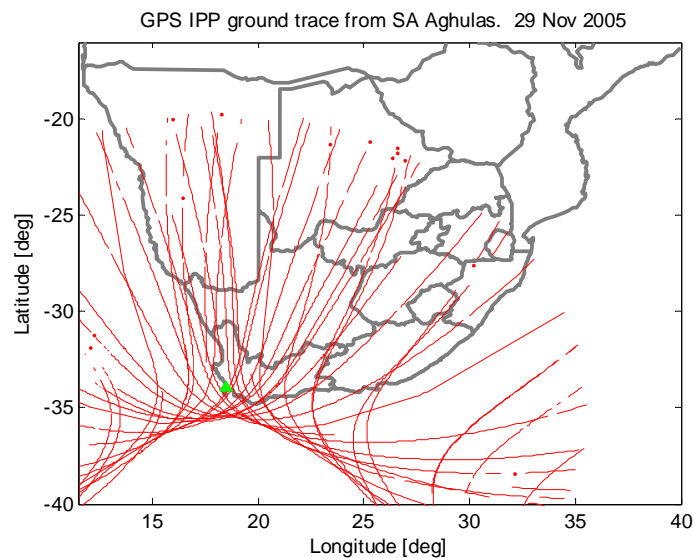 GPS IPP ground trace from SA Aghulas. 29 Nov 2005
-20
-25
-30
-35
-40
Latitude [deg]
15 20 25 30 35 40
Longitude [deg]